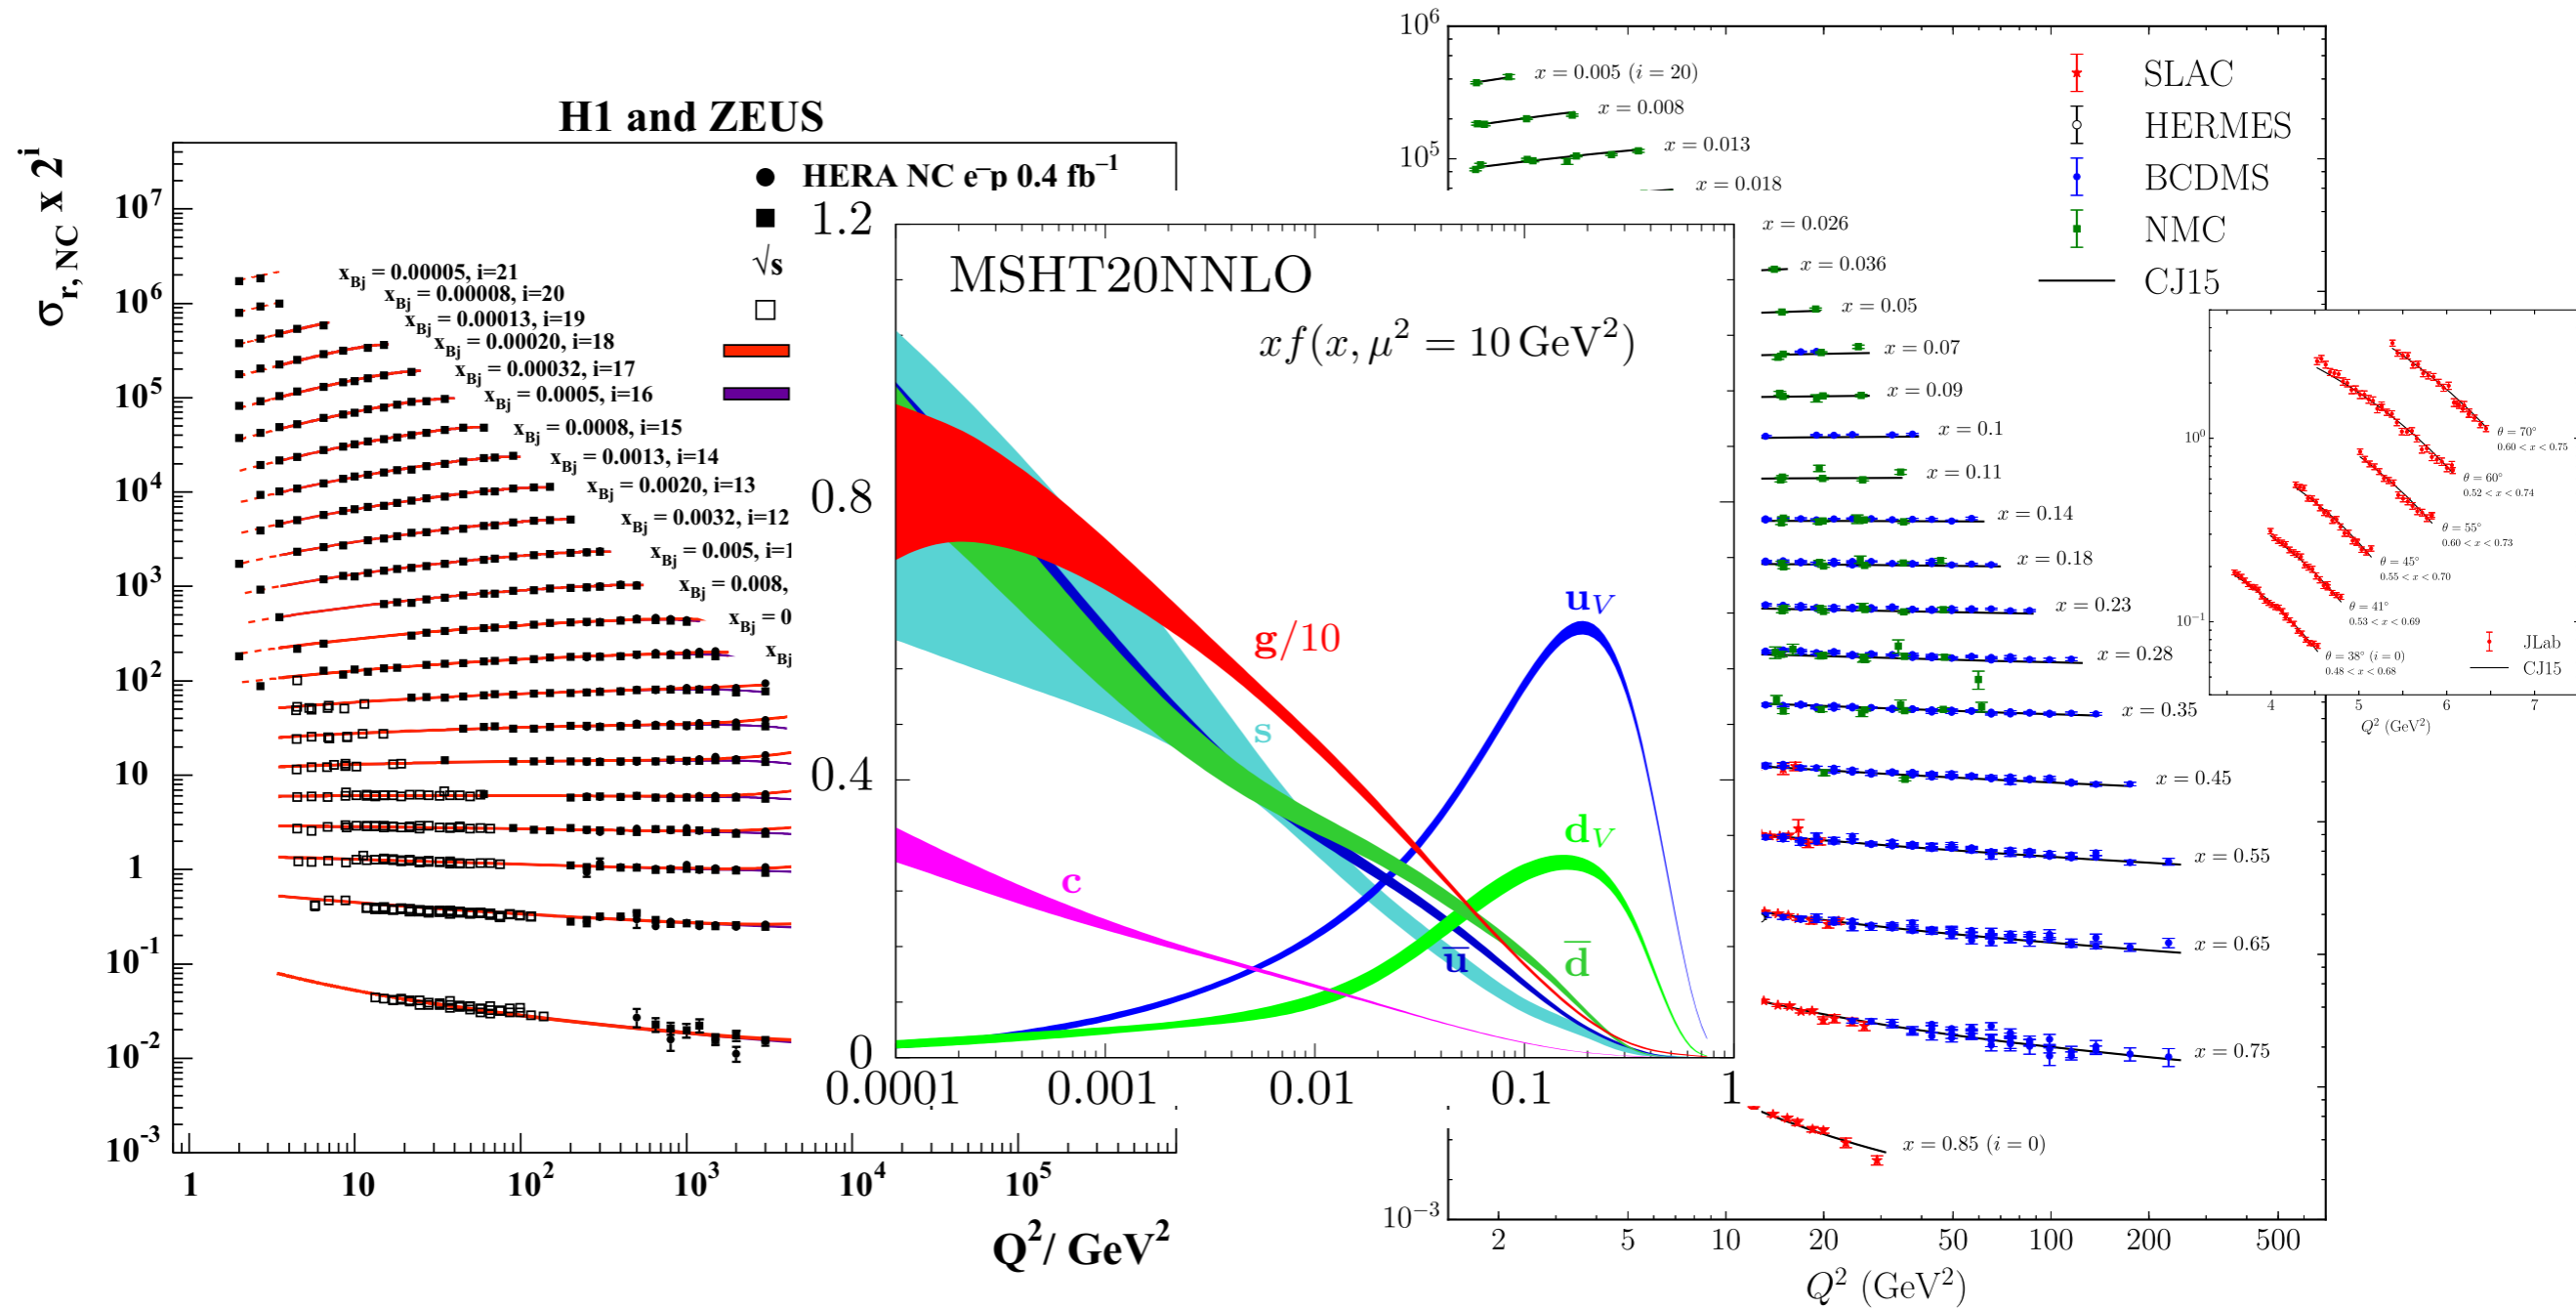 H1 and ZEUS
σr, NC x 2^i
HERA NC e⁻p 0.4 fb⁻¹
√s
10⁷
10⁶
10⁵
10⁴
10³
10²
10
1
10⁻¹
10⁻²
10⁻³
xBj = 0.00005, i=21
xBj = 0.00008, i=20
xBj = 0.00013, i=19
xBj = 0.00020, i=18
xBj = 0.00032, i=17
xBj = 0.0005, i=16
xBj = 0.0008, i=15
xBj = 0.0013, i=14
xBj = 0.0020, i=13
xBj = 0.0032, i=12
xBj = 0.005, i=1
xBj = 0.008,
xBj = 0
xBj
1 10 10² 10³ 10⁴ 10⁵
Q²/ GeV²
MSHT20NNLO
xf(x, μ² = 10 GeV²)
1.2
0.8
0.4
0
g/10
s
c
uV
dV
u̅
d̅
0.0001 0.001 0.01 0.1 1
10⁶
10⁵
10⁻³
x = 0.005 (i = 20)
x = 0.008
x = 0.013
x = 0.018
x = 0.026
x = 0.036
x = 0.05
x = 0.07
x = 0.09
x = 0.1
x = 0.11
x = 0.14
x = 0.18
x = 0.23
x = 0.28
x = 0.35
x = 0.45
x = 0.55
x = 0.65
x = 0.75
x = 0.85 (i = 0)
SLAC
HERMES
BCDMS
NMC
CJ15
2 5 10 20 50 100 200 500
Q² (GeV²)
10⁰
10⁻¹
θ = 70°
0.60 < x < 0.75
θ = 60°
0.52 < x < 0.74
θ = 55°
0.60 < x < 0.73
θ = 45°
0.55 < x < 0.70
θ = 41°
0.53 < x < 0.69
θ = 38° (i = 0)
0.48 < x < 0.68
JLab
CJ15
4 5 6 7
Q² (GeV²)